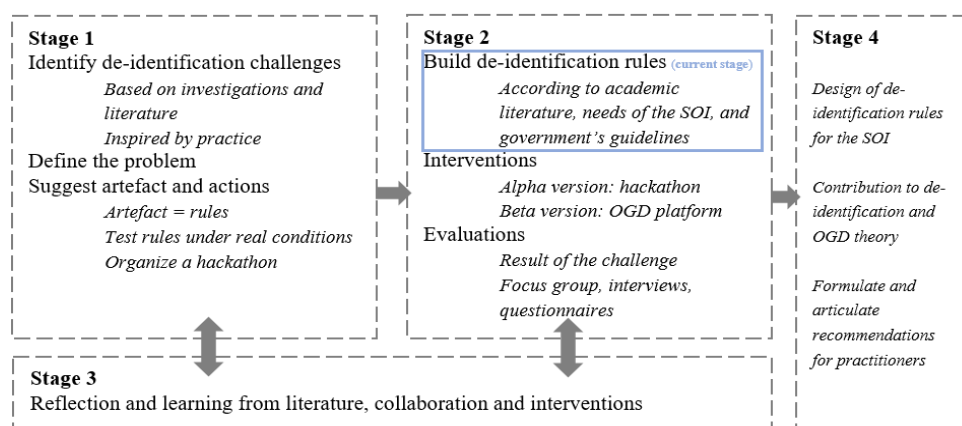 Stage 1
Identify de-identification challenges
Based on investigations and
literature
Inspired by practice
Define the problem
Suggest artefact and actions
Artefact = rules
Test rules under real conditions
Organize a hackathon
Stage 2
Build de-identification rules (current stage)
According to academic
literature, needs of the SOI, and
government’s guidelines
Interventions
Alpha version: hackathon
Beta version: OGD platform
Evaluations
Result of the challenge
Focus group, interviews,
questionnaires
Stage 3
Reflection and learning from literature, collaboration and interventions
Stage 4
Design of de-
identification rules
for the SOI
Contribution to de-
identification and
OGD theory
Formulate and
articulate
recommendations
for practitioners